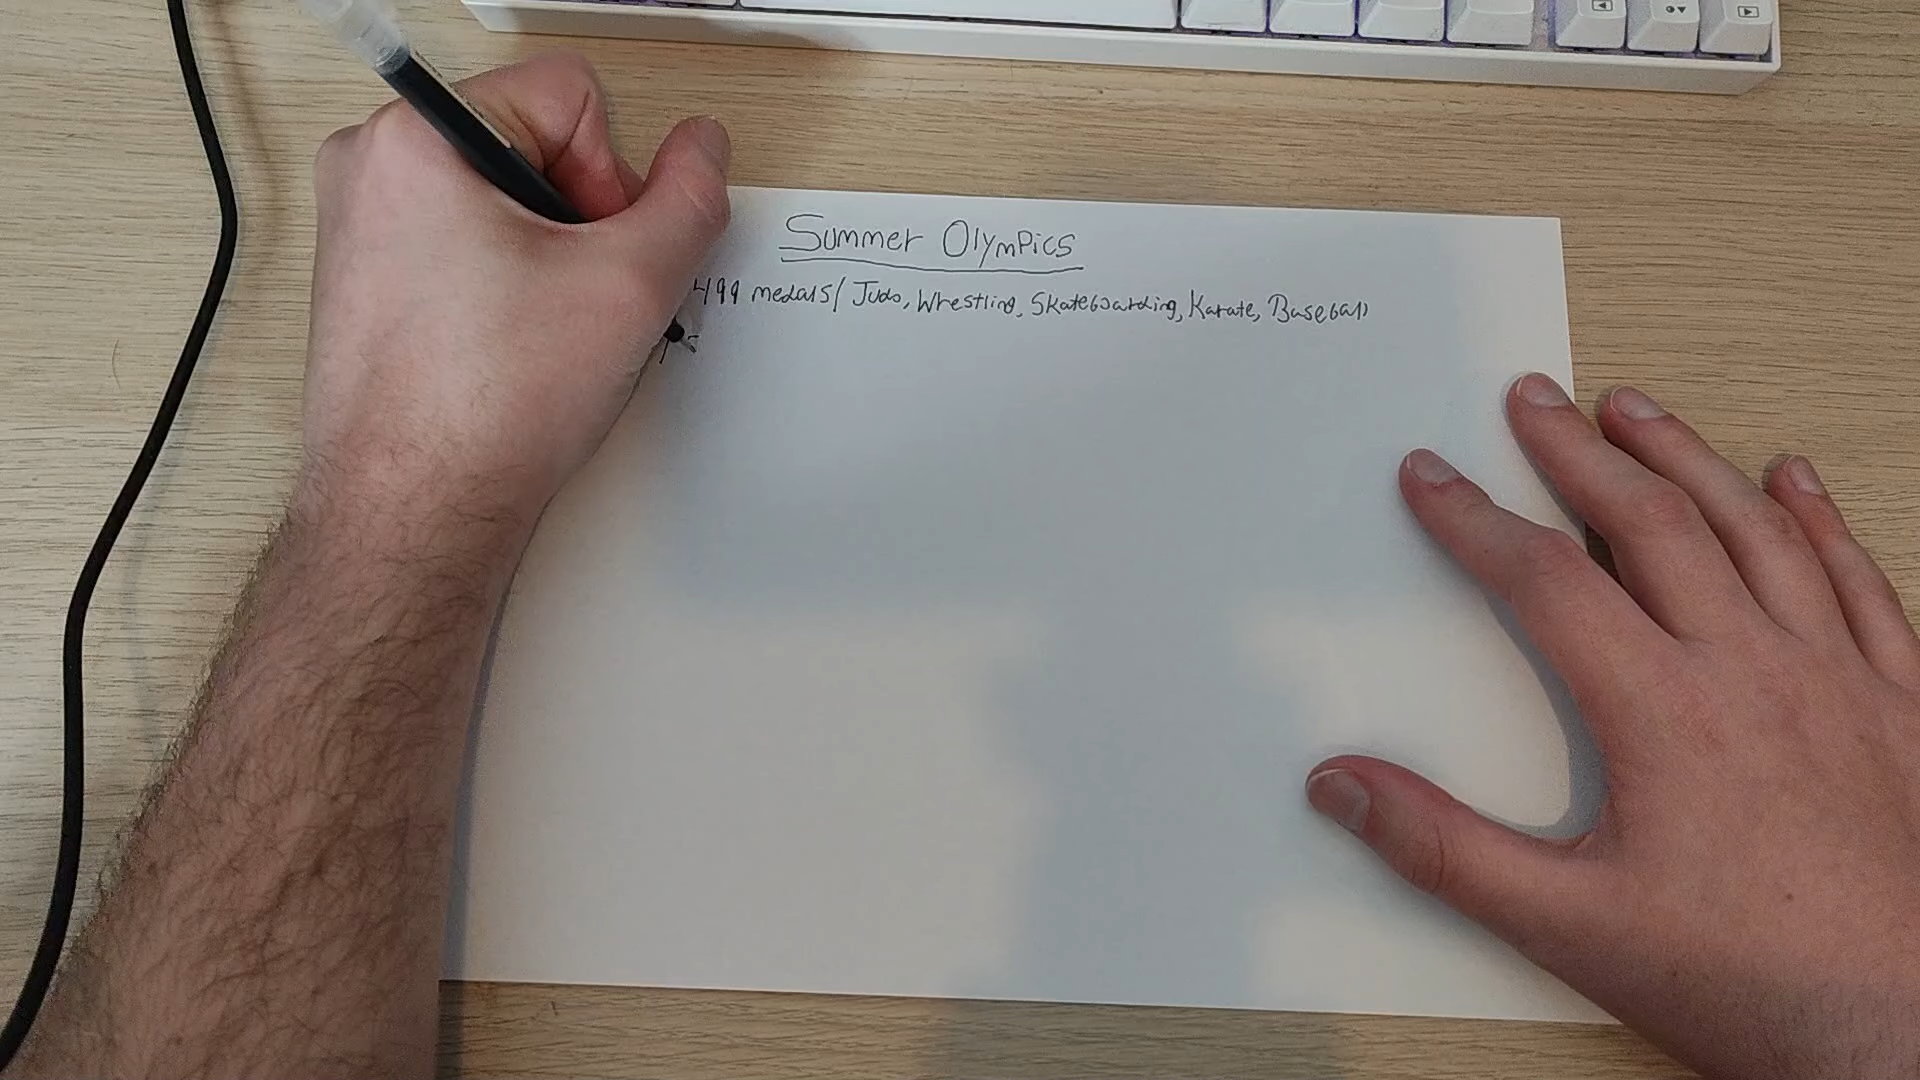 Summer Olympics
499 medals/ Judo, Wrestling, Skateboarding, Karate, Baseball